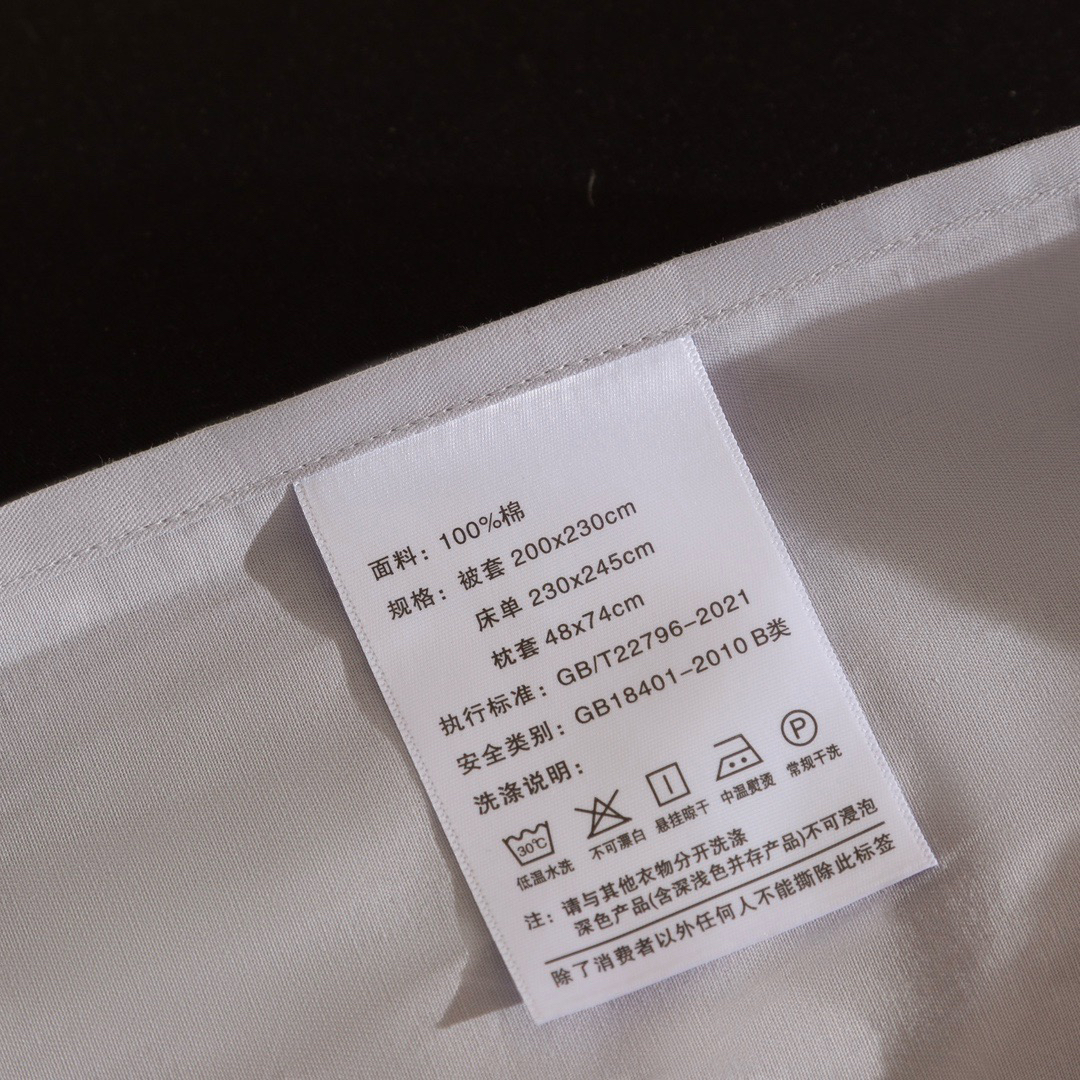 面料：100%棉
规格：被套 200x230cm
床单 230x245cm
枕套 48x74cm
执行标准：GB/T22796-2021
安全类别：GB18401-2010 B类
洗涤说明：
30℃
P
低温水洗 不可漂白 悬挂晾干 中温熨烫 常规干洗
注：请与其他衣物分开洗涤
深色产品(含深浅色并存产品)不可浸泡
除了消费者以外任何人不能撕除此标签